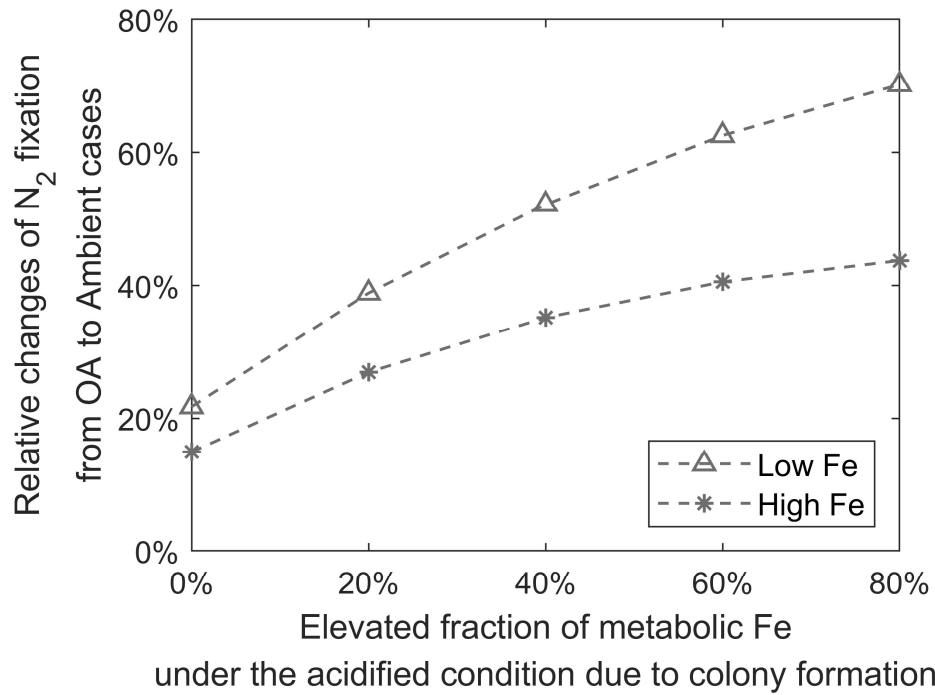 Relative changes of N2 fixation
from OA to Ambient cases
80%
60%
40%
20%
0%
0% 20% 40% 60% 80%
Low Fe
High Fe
Elevated fraction of metabolic Fe
under the acidified condition due to colony formation